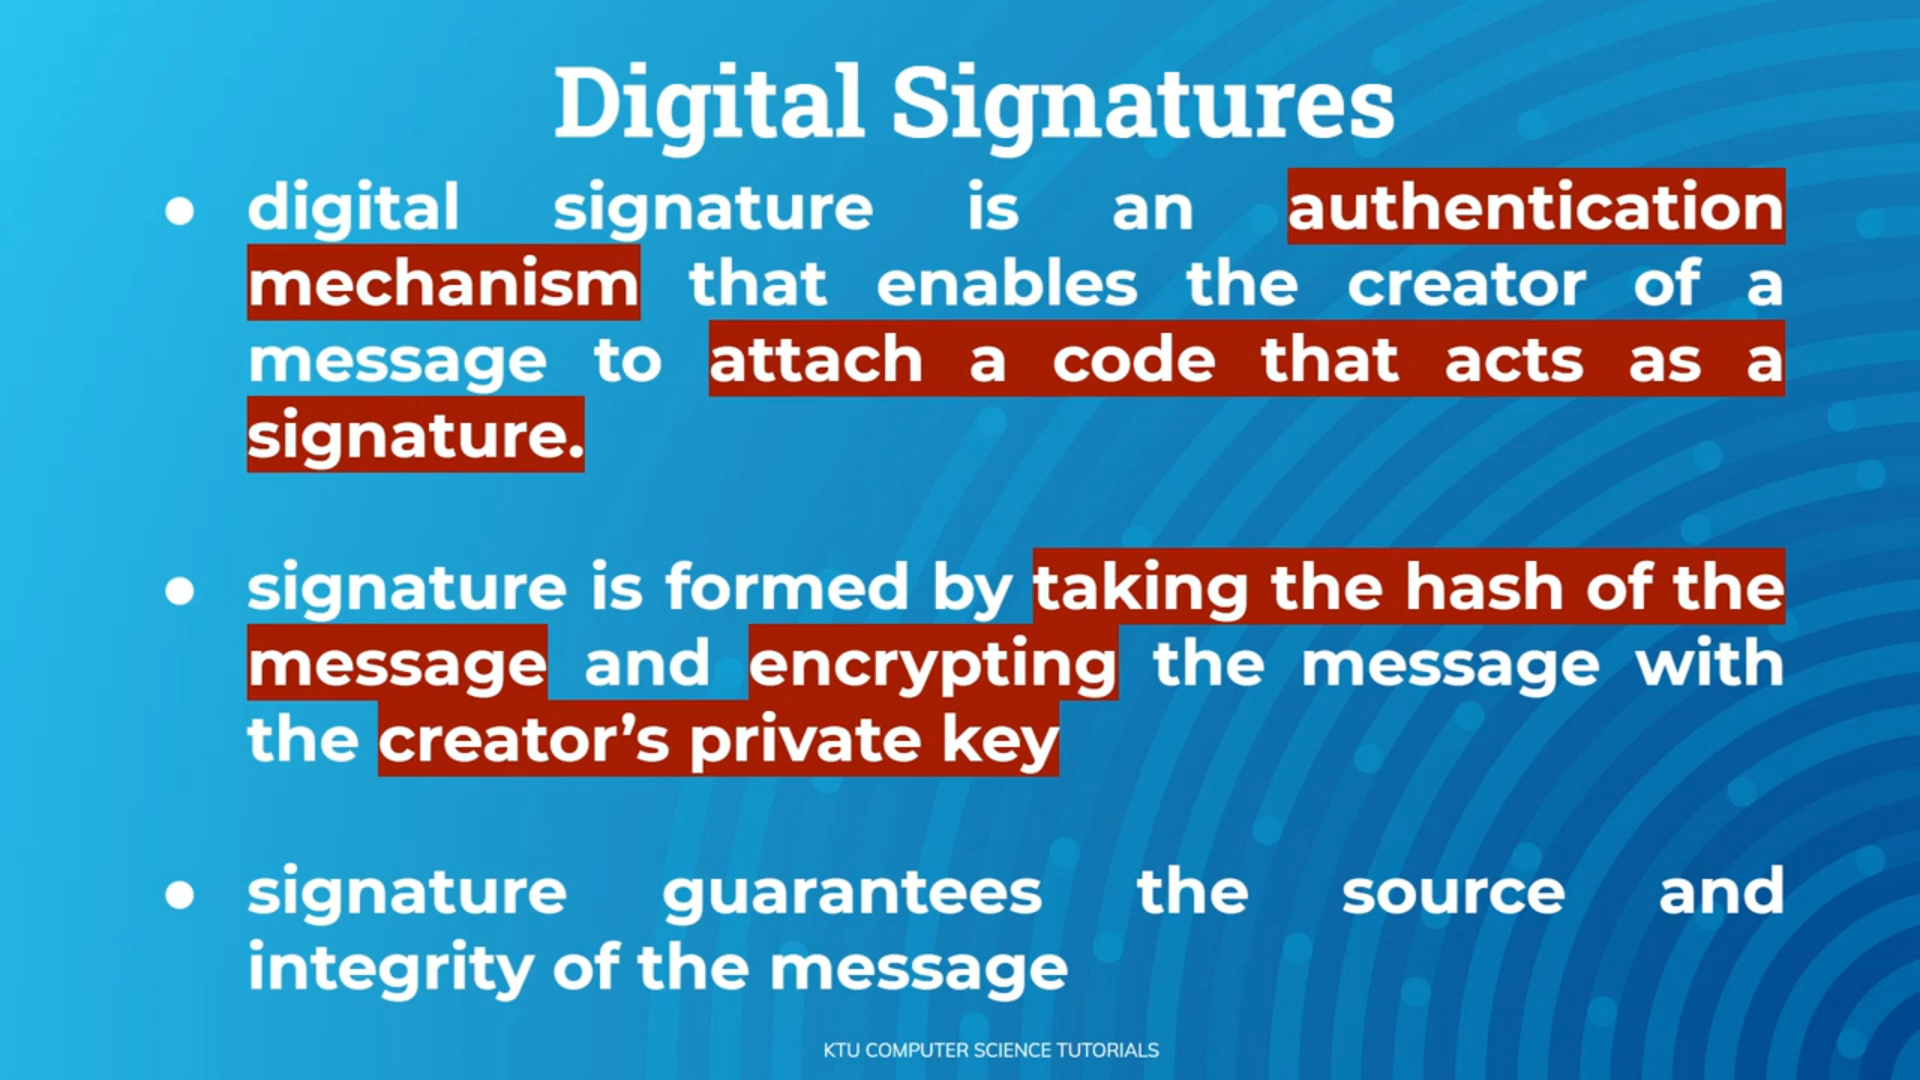 Digital Signatures
● digital signature is an authentication
mechanism that enables the creator of a
message to attach a code that acts as a
signature.
● signature is formed by taking the hash of the
message and encrypting the message with
the creator’s private key
● signature guarantees the source and
integrity of the message
KTU COMPUTER SCIENCE TUTORIALS